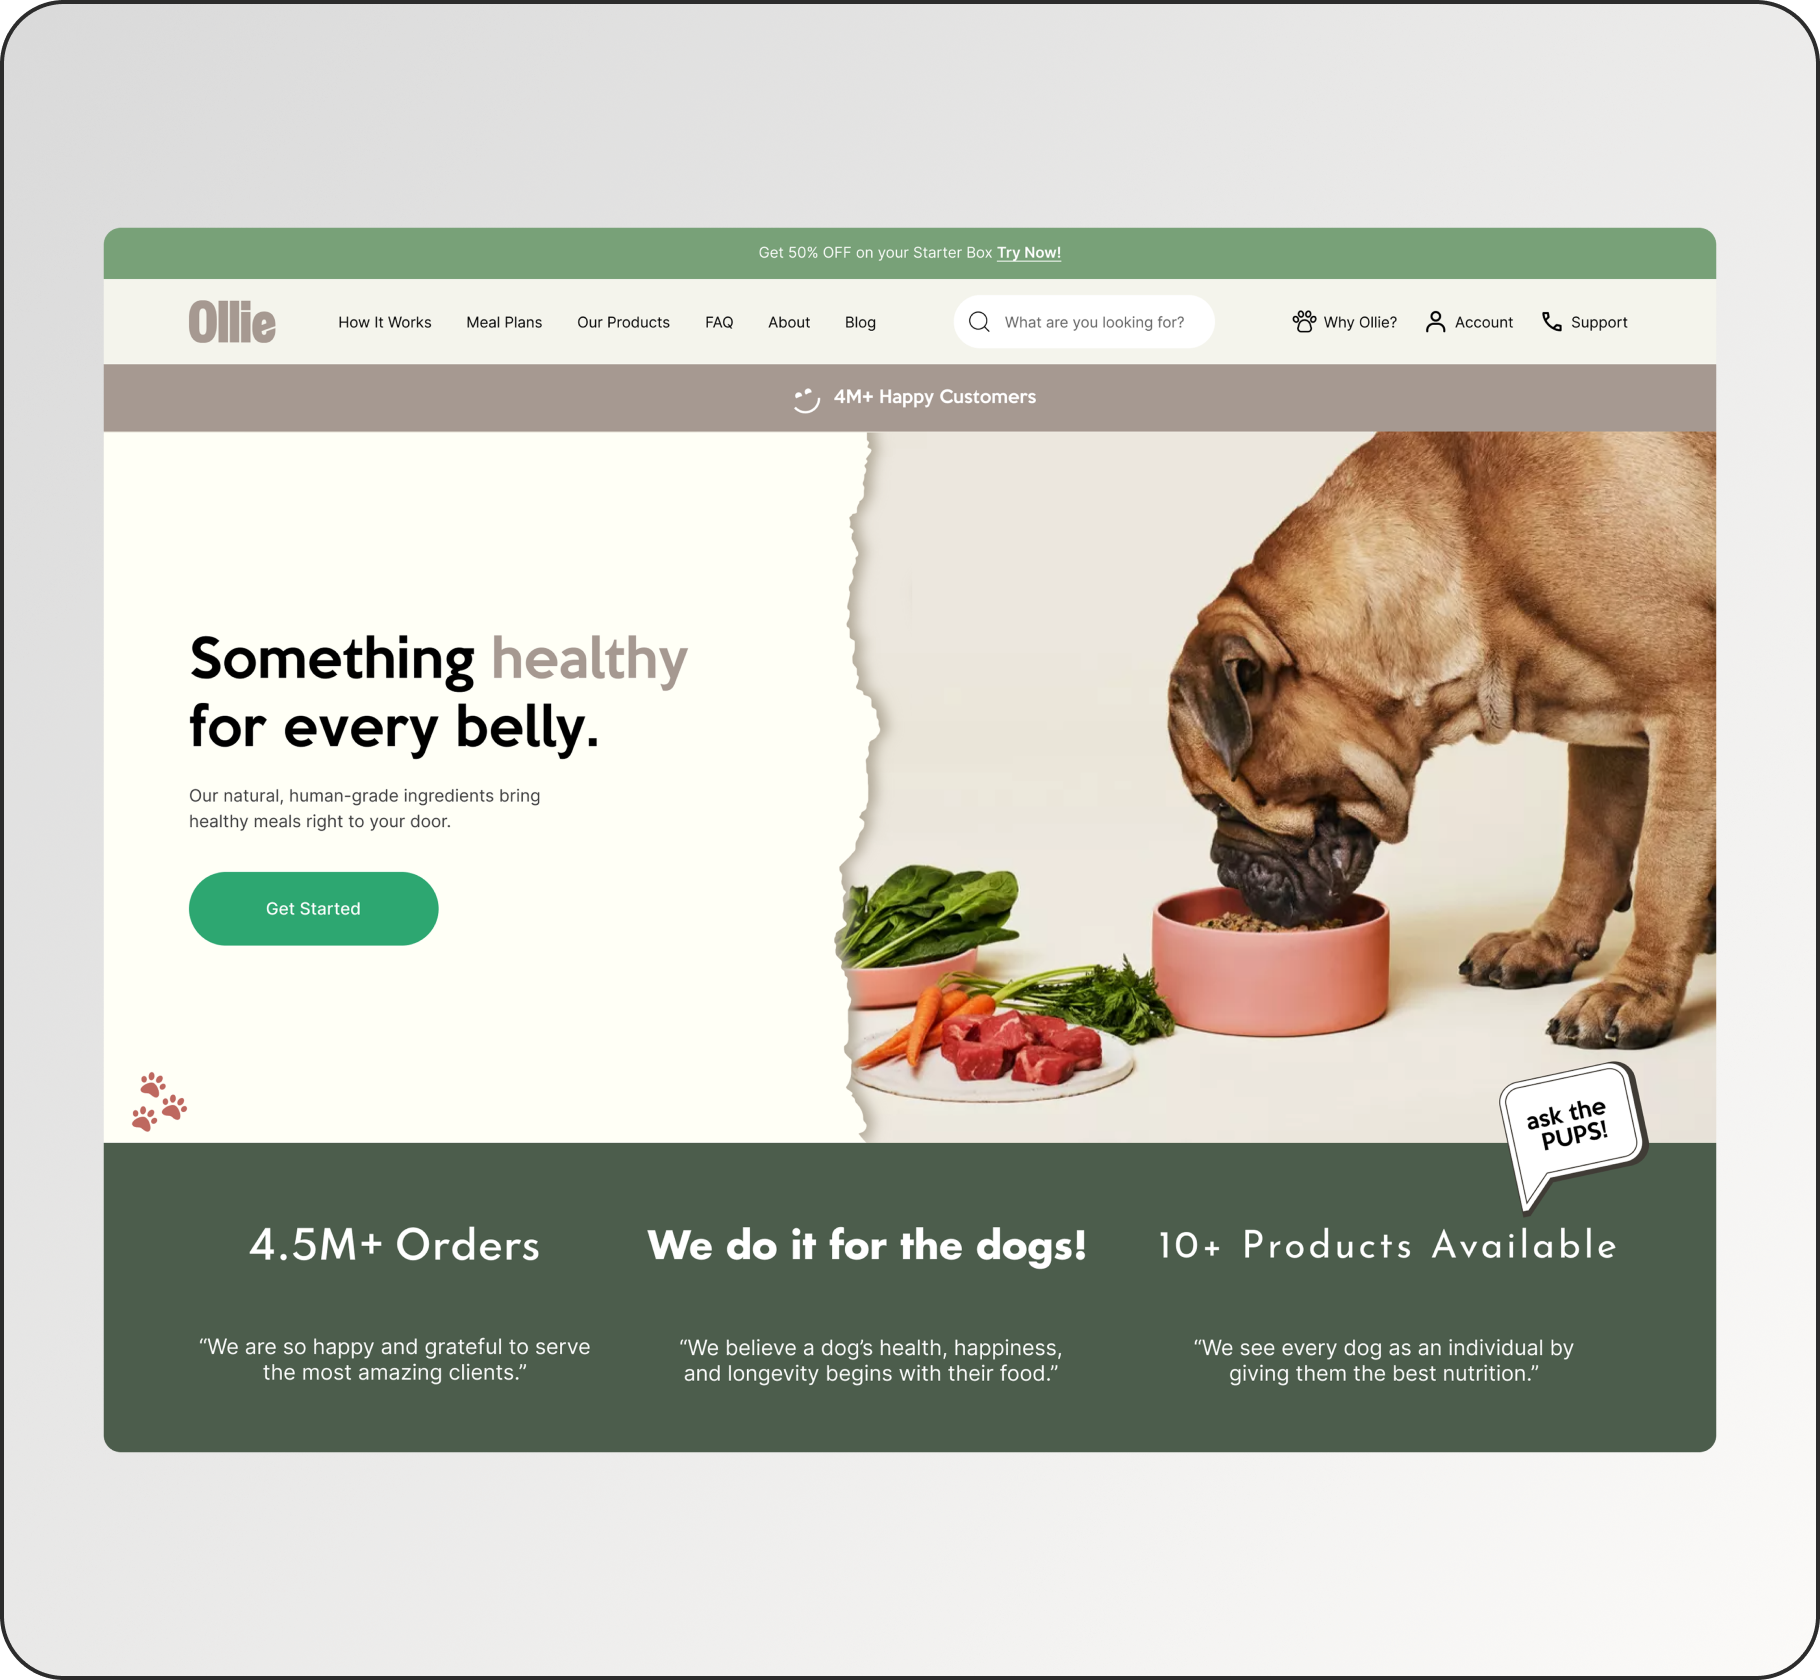 Get 50% OFF on your Starter Box Try Now!
Ollie
How It Works
Meal Plans
Our Products
FAQ
About
Blog
What are you looking for?
Why Ollie?
Account
Support
4M+ Happy Customers
Something healthy
for every belly.
Our natural, human-grade ingredients bring
healthy meals right to your door.
Get Started
ask the
PUPS!
4.5M+ Orders
“We are so happy and grateful to serve
the most amazing clients.”
We do it for the dogs!
“We believe a dog’s health, happiness,
and longevity begins with their food.”
10+ Products Available
“We see every dog as an individual by
giving them the best nutrition.”